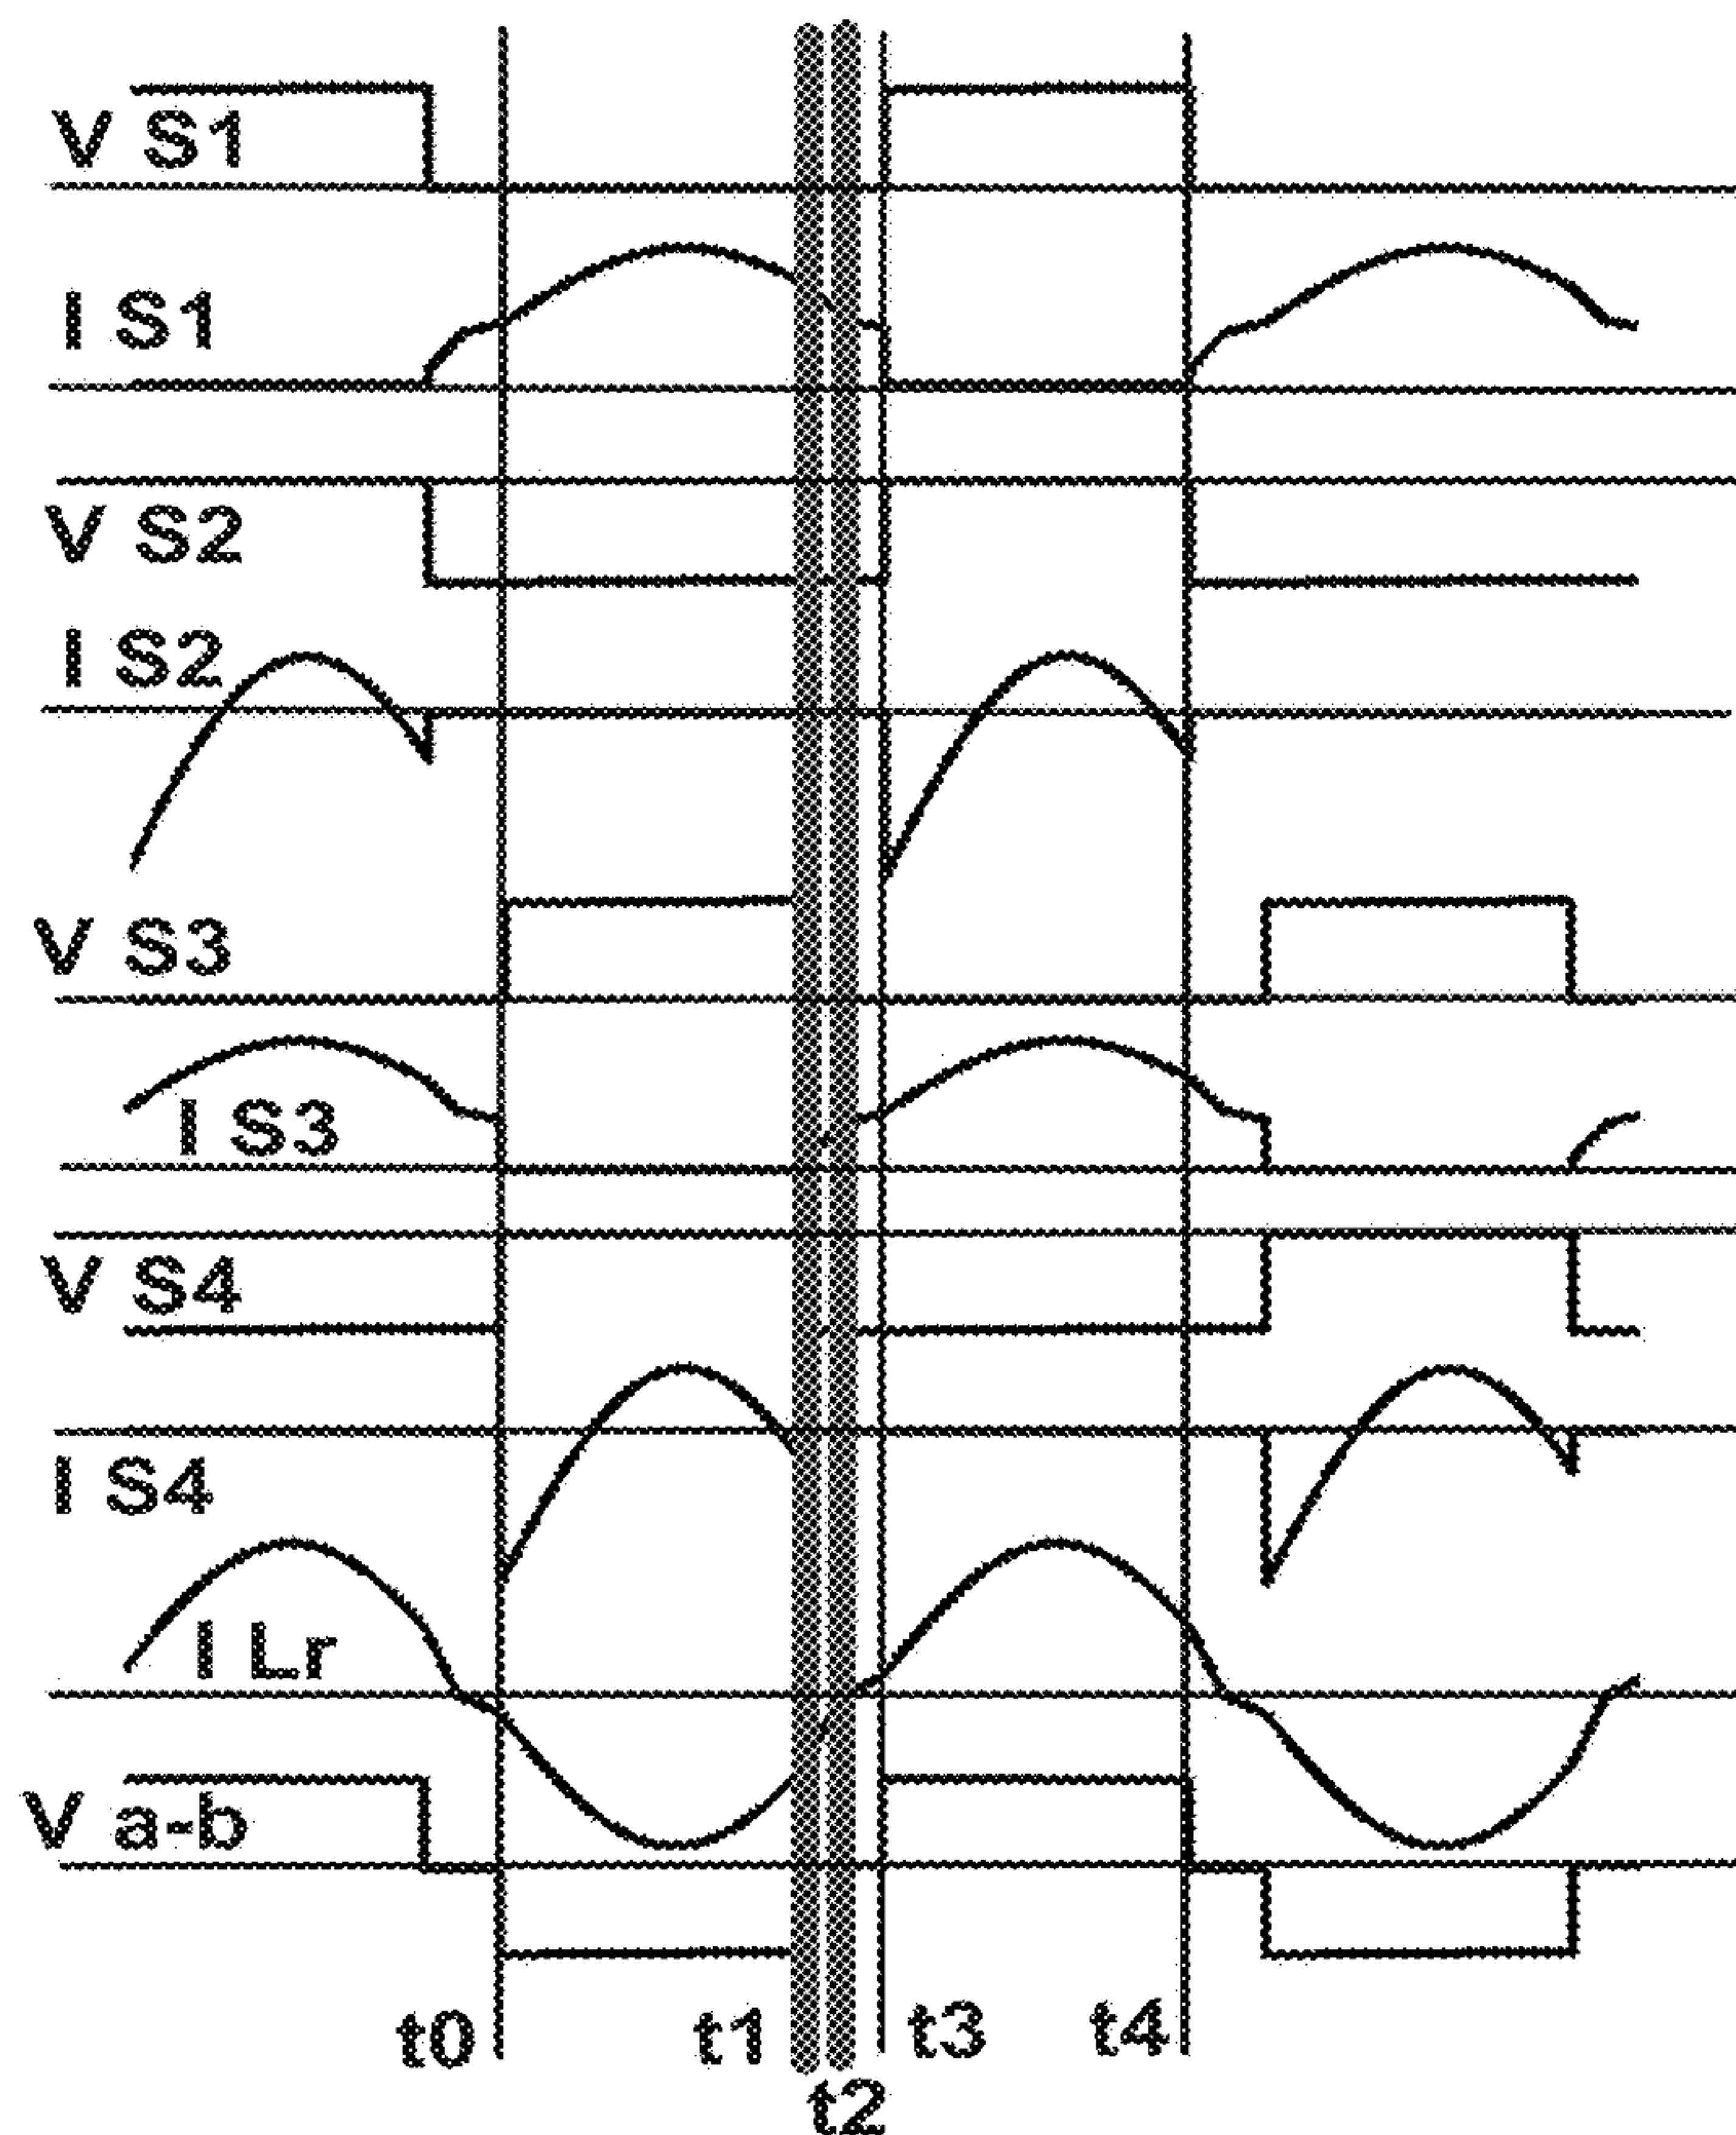 V S1
I S1
V S2
I S2
V S3
I S3
V S4
I S4
I Lr
V a-b
t0 t1 t3 t4
t2